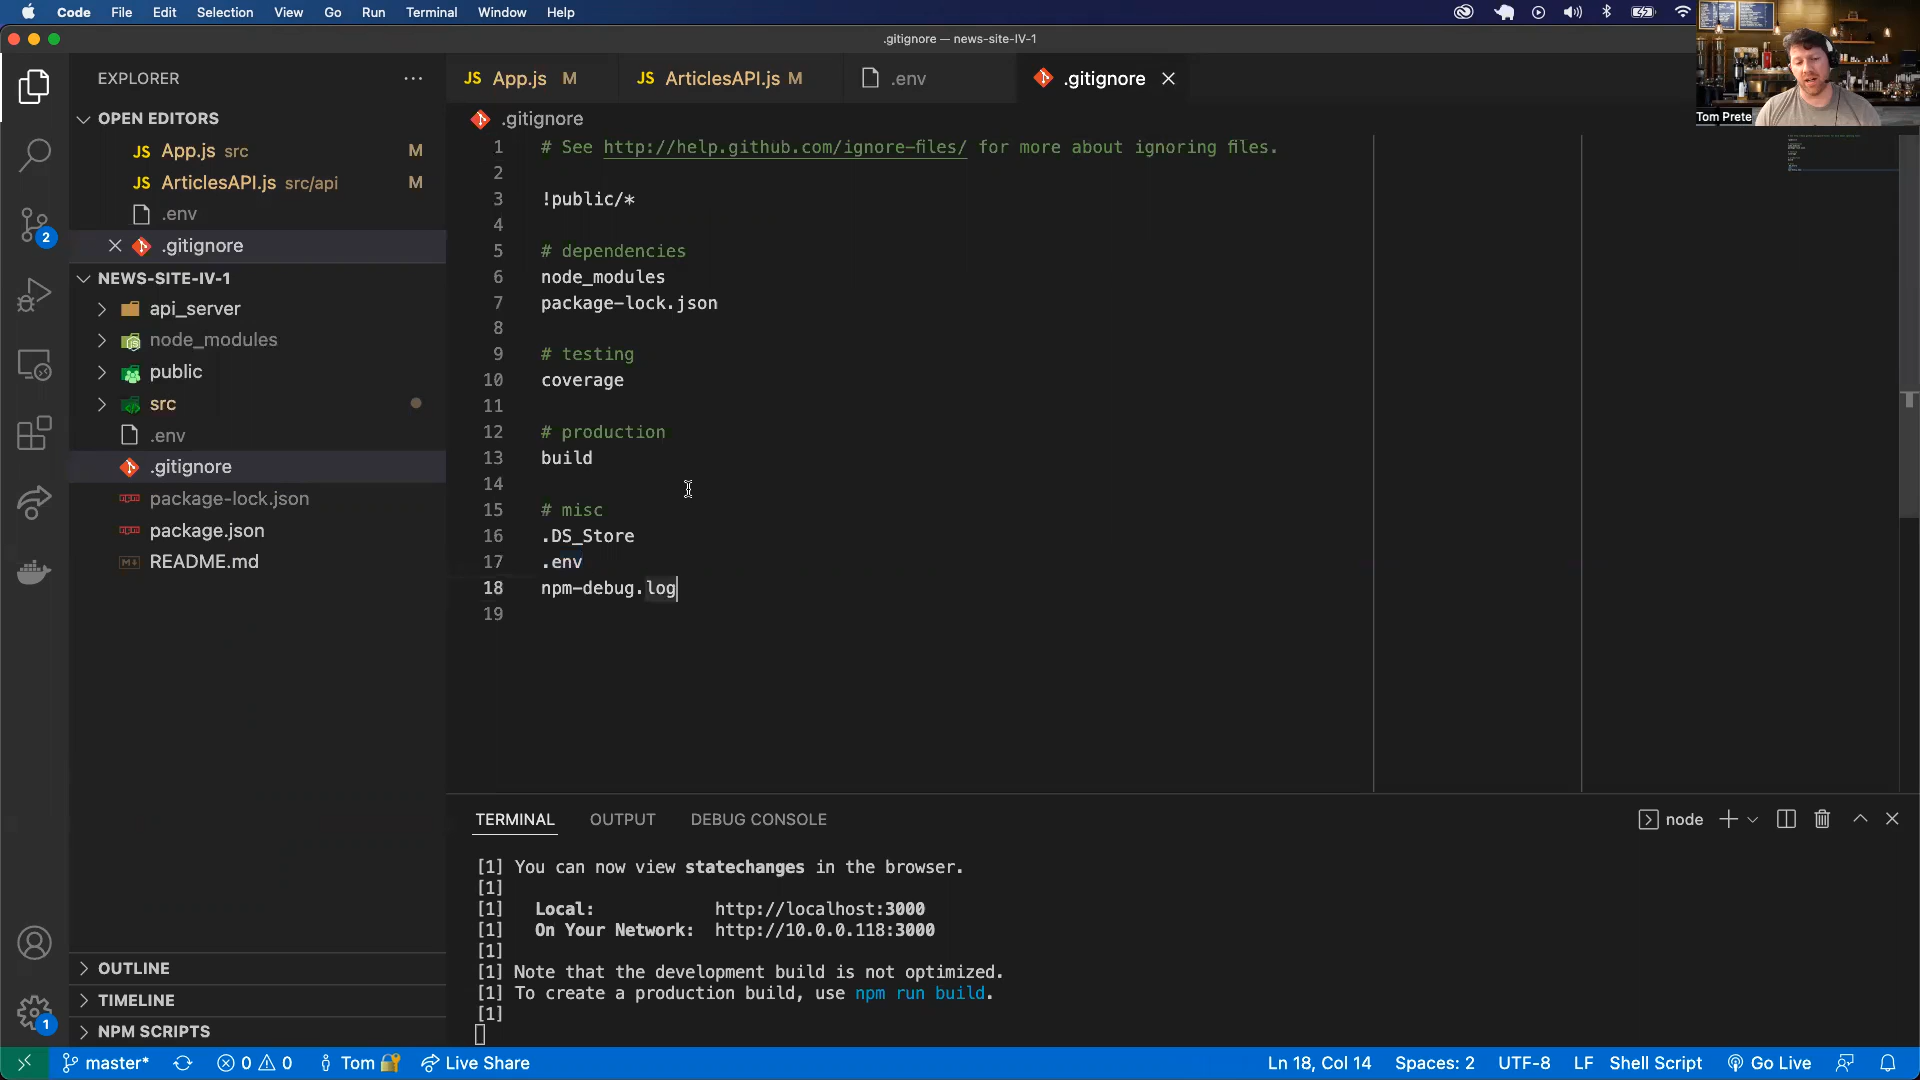 Code File Edit Selection View Go Run Terminal Window Help
.gitignore — news-site-IV-1
Tom Prete
EXPLORER
OPEN EDITORS
JS App.js src M
JS ArticlesAPI.js src/api M
.env
.gitignore
NEWS-SITE-IV-1
api_server
node_modules
public
src
.env
.gitignore
package-lock.json
package.json
README.md
OUTLINE
TIMELINE
NPM SCRIPTS
2
1
JS App.js M JS ArticlesAPI.js M .env .gitignore
.gitignore
1 # See http://help.github.com/ignore-files/ for more about ignoring files.
2
3 !public/*
4
5 # dependencies
6 node_modules
7 package-lock.json
8
9 # testing
10 coverage
11
12 # production
13 build
14
15 # misc
16 .DS_Store
17 .env
18 npm-debug.log
19
TERMINAL OUTPUT DEBUG CONSOLE node
[1] You can now view statechanges in the browser.
[1]
[1] Local: http://localhost:3000
[1] On Your Network: http://10.0.0.118:3000
[1]
[1] Note that the development build is not optimized.
[1] To create a production build, use npm run build.
[1]
master* 0 0 Tom Live Share Ln 18, Col 14 Spaces: 2 UTF-8 LF Shell Script Go Live